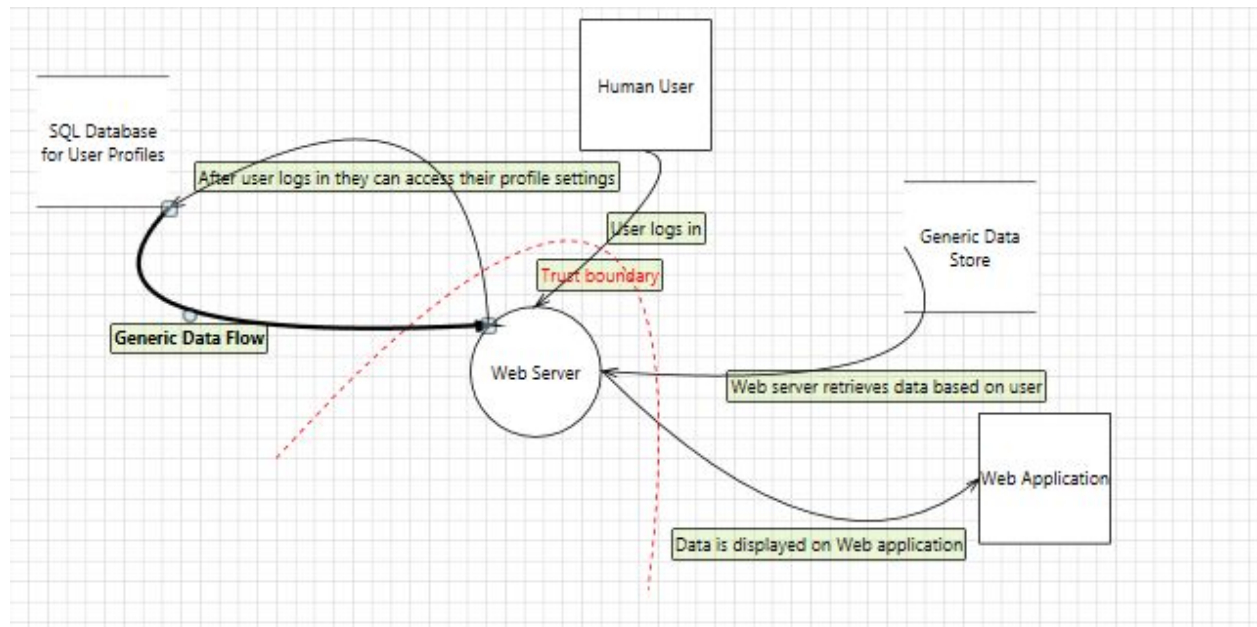 Human User
SQL Database
for User Profiles
After user logs in they can access their profile settings
User logs in
Generic Data
Store
Trust boundary
Generic Data Flow
Web Server
Web server retrieves data based on user
Web Application
Data is displayed on Web application